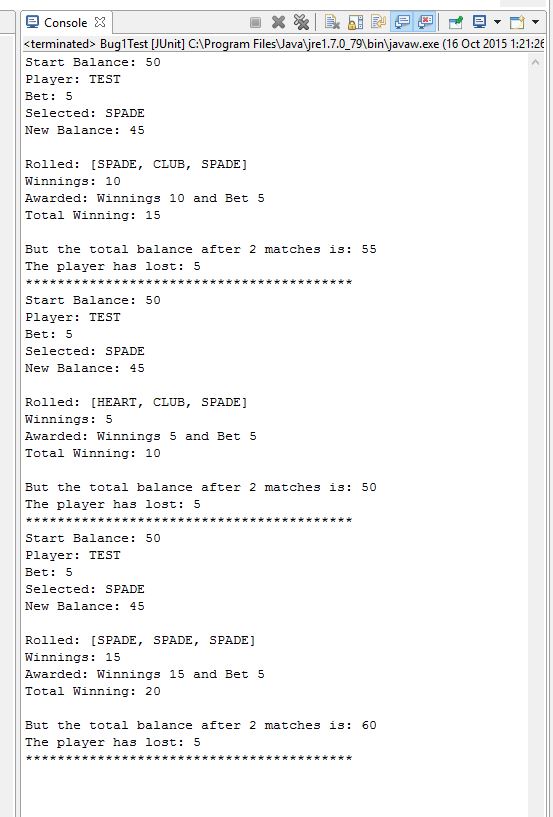 Console
<terminated> Bug1Test [JUnit] C:\Program Files\Java\jre1.7.0_79\bin\javaw.exe (16 Oct 2015 1:21:26
Start Balance: 50
Player: TEST
Bet: 5
Selected: SPADE
New Balance: 45
Rolled: [SPADE, CLUB, SPADE]
Winnings: 10
Awarded: Winnings 10 and Bet 5
Total Winning: 15
But the total balance after 2 matches is: 55
The player has lost: 5
*****************************************
Start Balance: 50
Player: TEST
Bet: 5
Selected: SPADE
New Balance: 45
Rolled: [HEART, CLUB, SPADE]
Winnings: 5
Awarded: Winnings 5 and Bet 5
Total Winning: 10
But the total balance after 2 matches is: 50
The player has lost: 5
*****************************************
Start Balance: 50
Player: TEST
Bet: 5
Selected: SPADE
New Balance: 45
Rolled: [SPADE, SPADE, SPADE]
Winnings: 15
Awarded: Winnings 15 and Bet 5
Total Winning: 20
But the total balance after 2 matches is: 60
The player has lost: 5
*****************************************